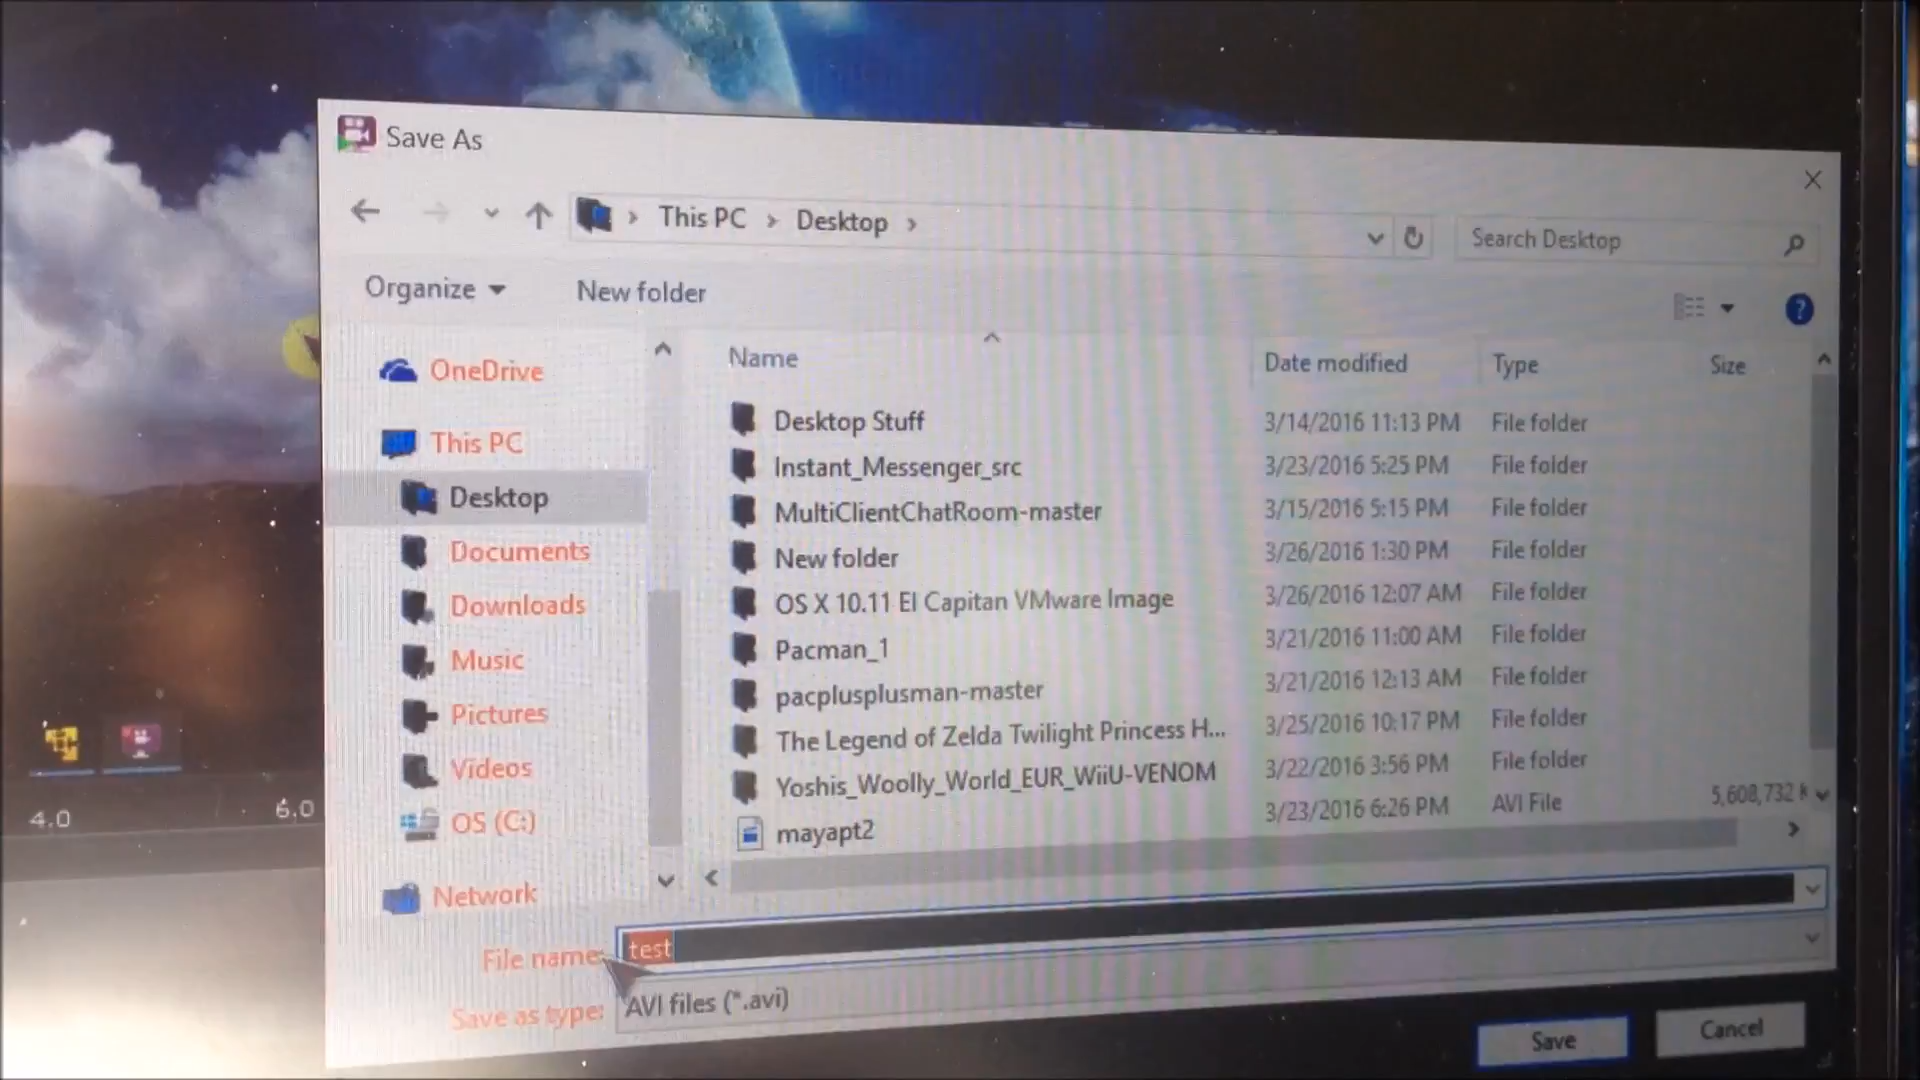 Save As
This PC > Desktop >
Search Desktop
Organize
New folder
Name
Date modified
Type
Size
OneDrive
This PC
Desktop
Documents
Downloads
Music
Pictures
Videos
OS (C:)
Network
Desktop Stuff 3/14/2016 11:13 PM File folder
Instant_Messenger_src 3/23/2016 5:25 PM File folder
MultiClientChatRoom-master 3/15/2016 5:15 PM File folder
New folder 3/26/2016 1:30 PM File folder
OS X 10.11 El Capitan VMware Image 3/26/2016 12:07 AM File folder
Pacman_1 3/21/2016 11:00 AM File folder
pacplusplusman-master 3/21/2016 12:13 AM File folder
The Legend of Zelda Twilight Princess H... 3/25/2016 10:17 PM File folder
Yoshis_Woolly_World_EUR_WiiU-VENOM 3/22/2016 3:56 PM File folder
mayapt2 3/23/2016 6:26 PM AVI File 5,608,732
File name: test
Save as type: AVI files (*.avi)
Save
Cancel
4.0
6.0